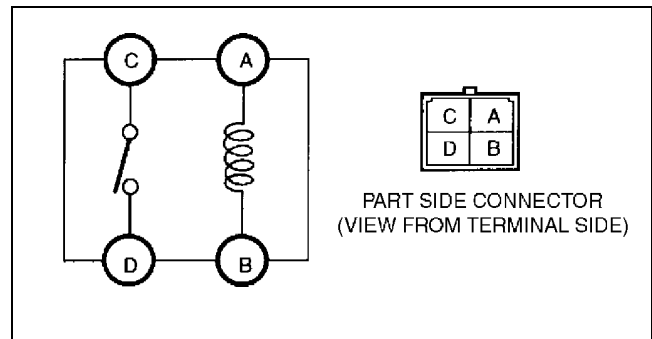 C A
C A
D B
D B
PART SIDE CONNECTOR
(VIEW FROM TERMINAL SIDE)